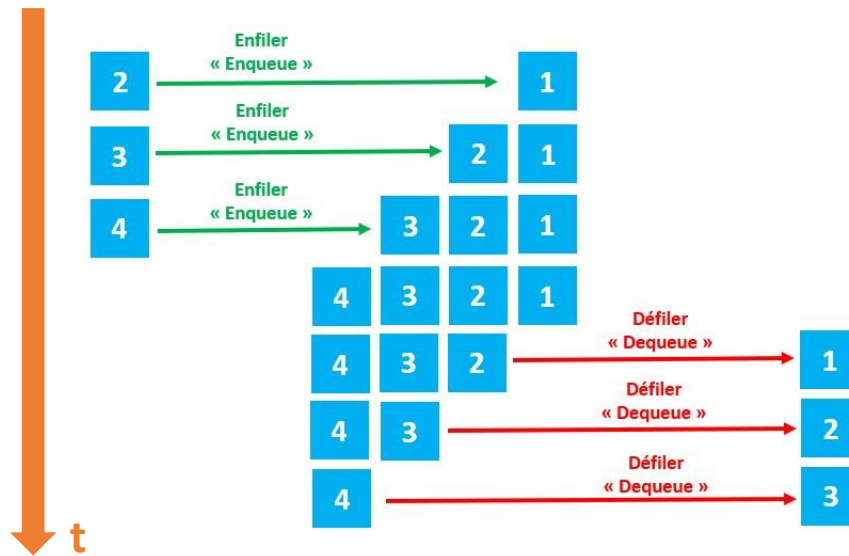 Enfiler
« Enqueue »
2
1
Enfiler
« Enqueue »
3
2 1
Enfiler
« Enqueue »
4
3 2 1
4 3 2 1
Défiler
« Dequeue »
4 3 2
1
Défiler
« Dequeue »
4 3
2
Défiler
« Dequeue »
4
3
t